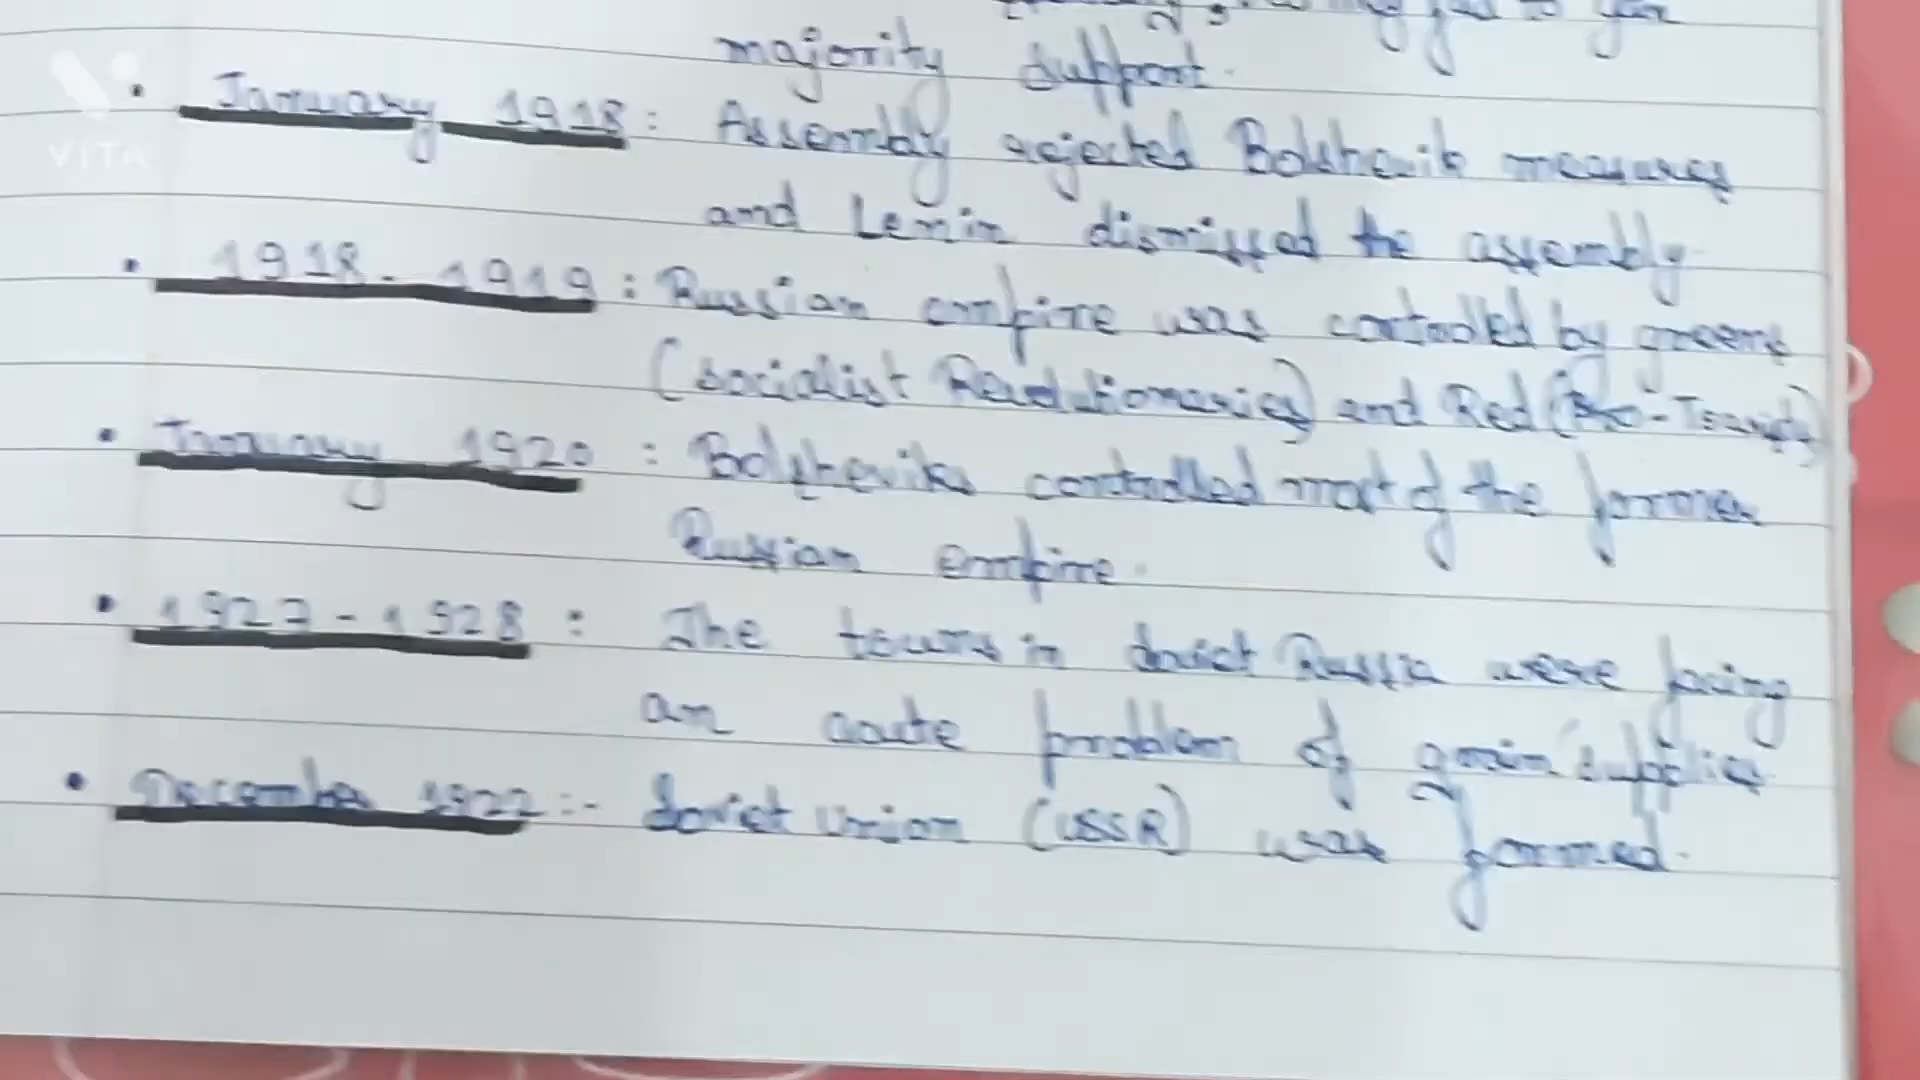 majority support.
• January 1918 : Assembly rejected Bolshevik measures
and Lenin dismissed the assembly.
• 1918-1919 : Russian empire was controlled by greens
(socialist Revolutionaries) and Red (Pro-Tsarists)
• January 1920 : Bolsheviks controlled most of the former
Russian empire.
• 1927-1928 : The towns in Soviet Russia were facing
an acute problem of grain supplies.
• December 1922 :- Soviet Union (USSR) was formed.
VITA